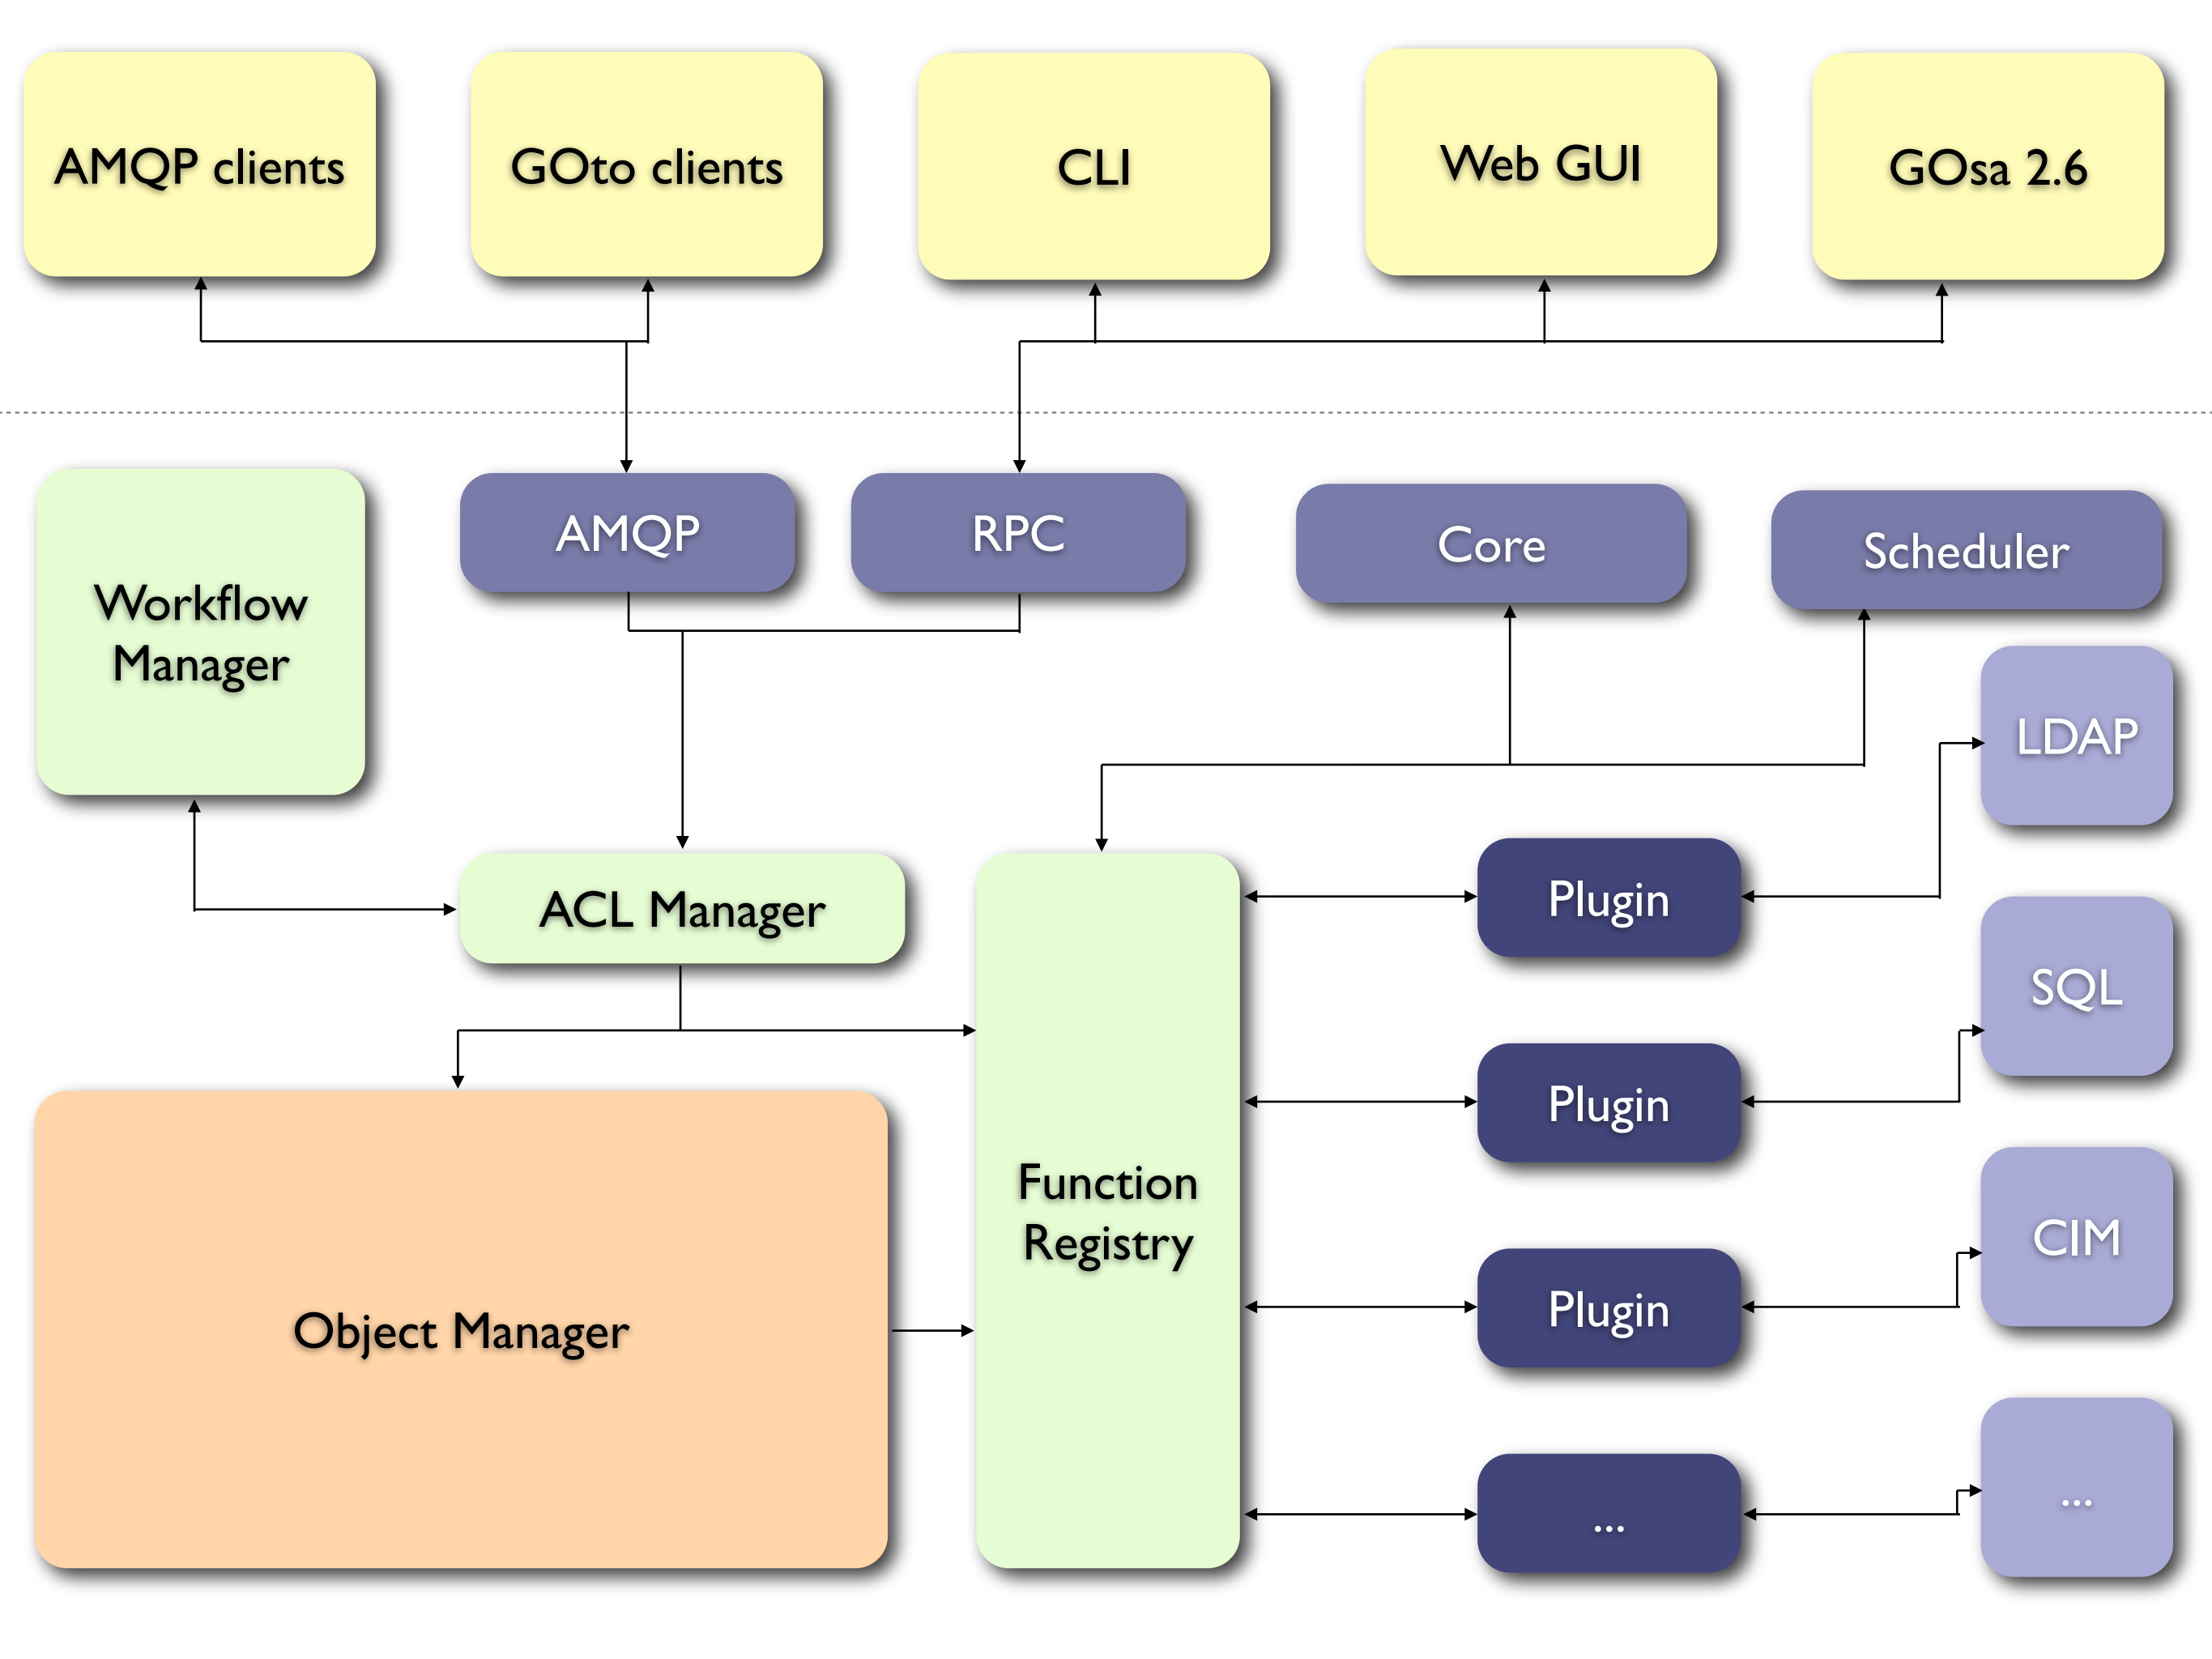 AMQP clients
GOto clients
CLI
Web GUI
GOsa 2.6
Workflow
Manager
AMQP
RPC
Core
Scheduler
LDAP
ACL Manager
Plugin
SQL
Plugin
Function
Registry
CIM
Object Manager
Plugin
...
...